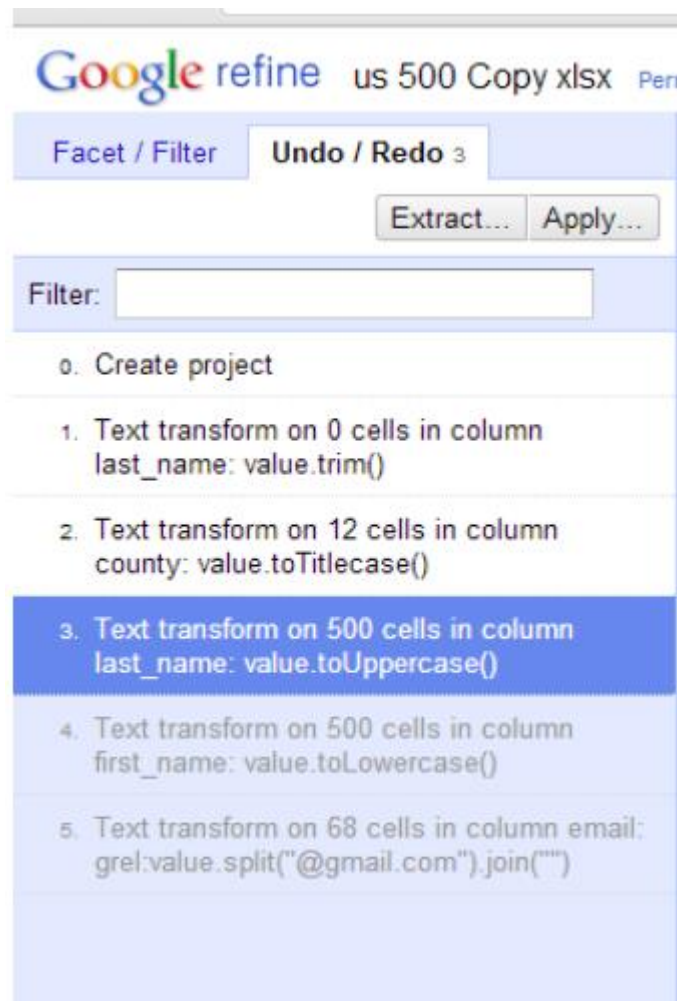 Google refine us 500 Copy xlsx
Facet / Filter Undo / Redo 3
Extract... Apply...
Filter:
0. Create project
1. Text transform on 0 cells in column
last_name: value.trim()
2. Text transform on 12 cells in column
county: value.toTitlecase()
3. Text transform on 500 cells in column
last_name: value.toUppercase()
4. Text transform on 500 cells in column
first_name: value.toLowercase()
5. Text transform on 68 cells in column email:
grel:value.split("@gmail.com").join("")